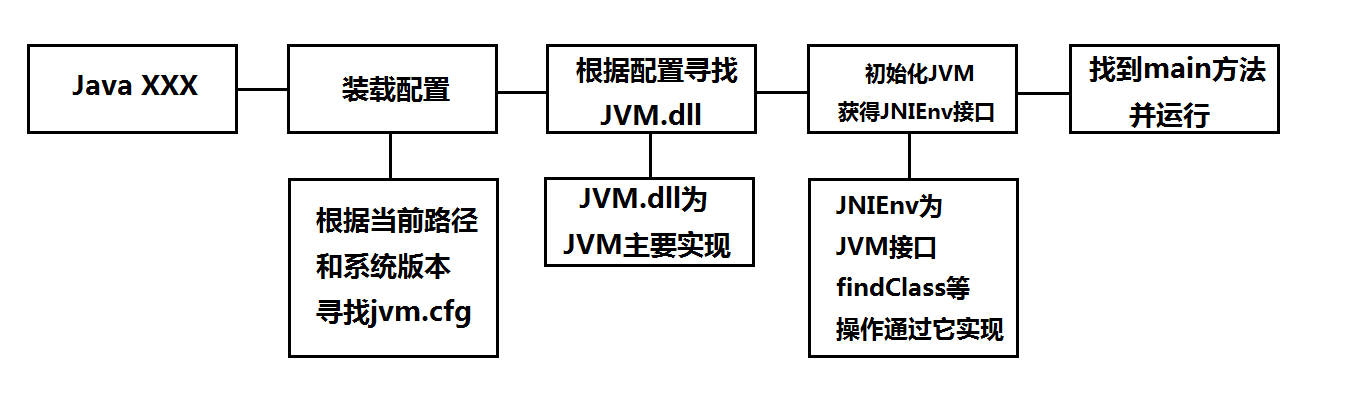 Java XXX
装载配置
根据配置寻找
JVM.dll
初始化JVM
获得JNIEnv接口
找到main方法
并运行
根据当前路径
和系统版本
寻找jvm.cfg
JVM.dll为
JVM主要实现
JNIEnv为
JVM接口
findClass等
操作通过它实现